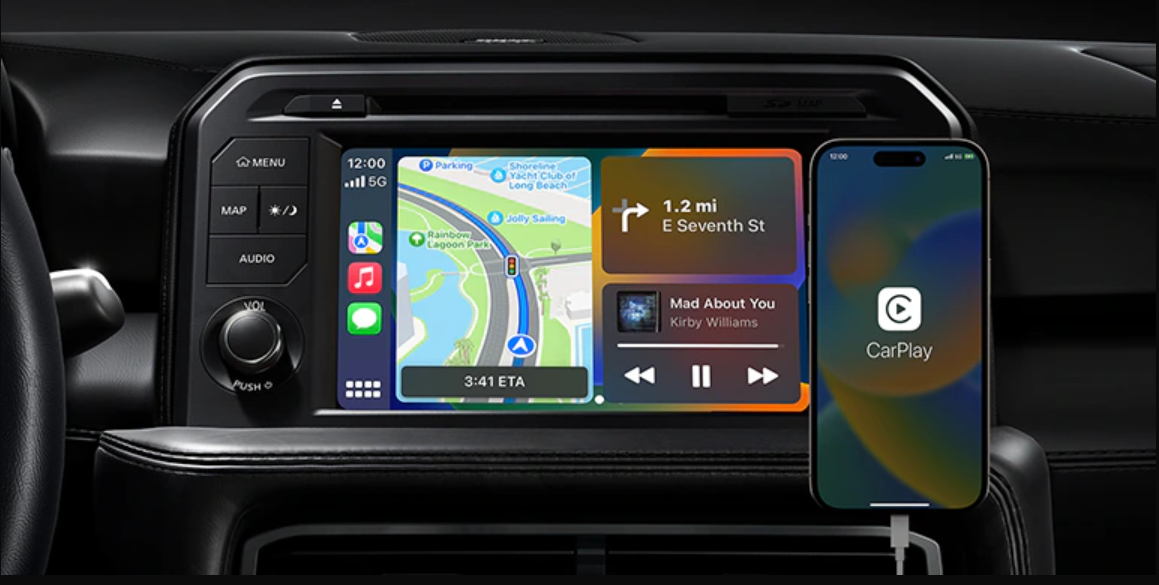 MENU
MAP
AUDIO
VOL
PUSH
12:00
5G
Parking
Shoreline
Yacht Club of
Long Beach
Jolly Sailing
Rainbow
Lagoon Park
3:41 ETA
1.2 mi
E Seventh St
Mad About You
Kirby Williams
12:00
CarPlay